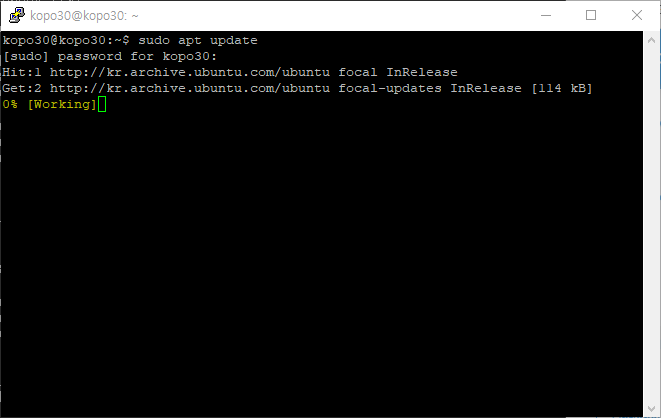 kopo30@kopo30: ~
kopo30@kopo30:~$ sudo apt update
[sudo] password for kopo30:
Hit:1 http://kr.archive.ubuntu.com/ubuntu focal InRelease
Get:2 http://kr.archive.ubuntu.com/ubuntu focal-updates InRelease [114 kB]
0% [Working]